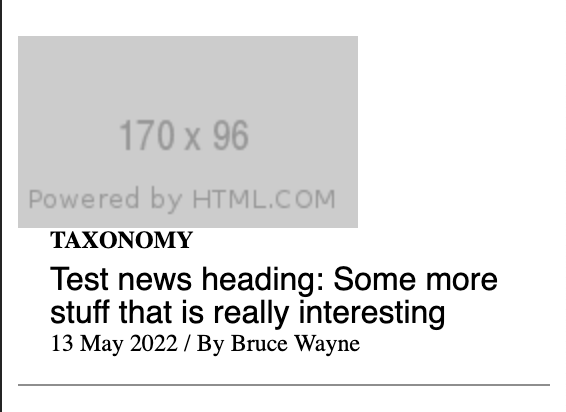 170 x 96
Powered by HTML.COM
TAXONOMY
Test news heading: Some more
stuff that is really interesting
13 May 2022 / By Bruce Wayne